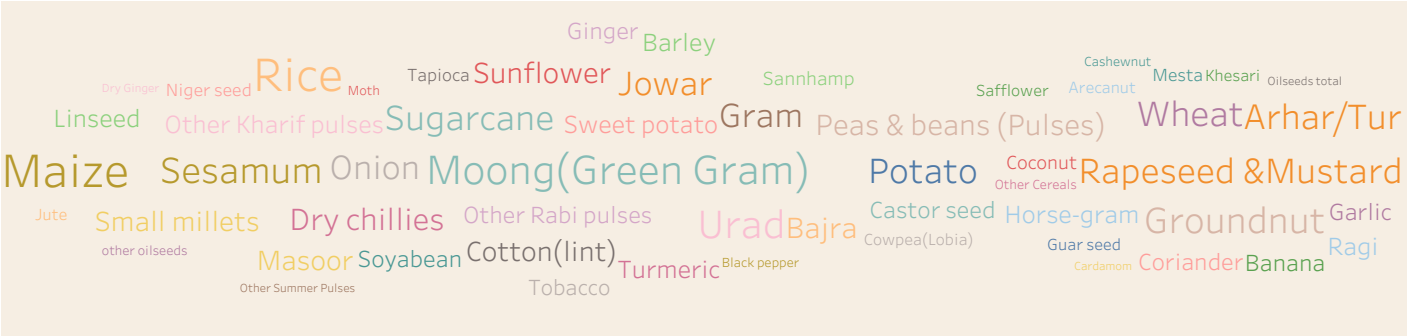 Ginger Barley
Cashewnut
Rice Tapioca Sunflower Jowar Sannhamp Mesta Khesari Oilseeds total
Dry Ginger Niger seed Moth Safflower Arecanut
Linseed Other Kharif pulses Sugarcane Sweet potato Gram Peas & beans (Pulses) Wheat Arhar/Tur
Maize Sesamum Onion Moong(Green Gram) Potato Coconut Rapeseed &Mustard
Other Cereals
Jute Small millets Dry chillies Other Rabi pulses Urad Bajra Castor seed Horse-gram Groundnut Garlic
other oilseeds Cowpea(Lobia) Guar seed Ragi
Masoor Soyabean Cotton(lint) Turmeric Black pepper Cardamom Coriander Banana
Other Summer Pulses Tobacco